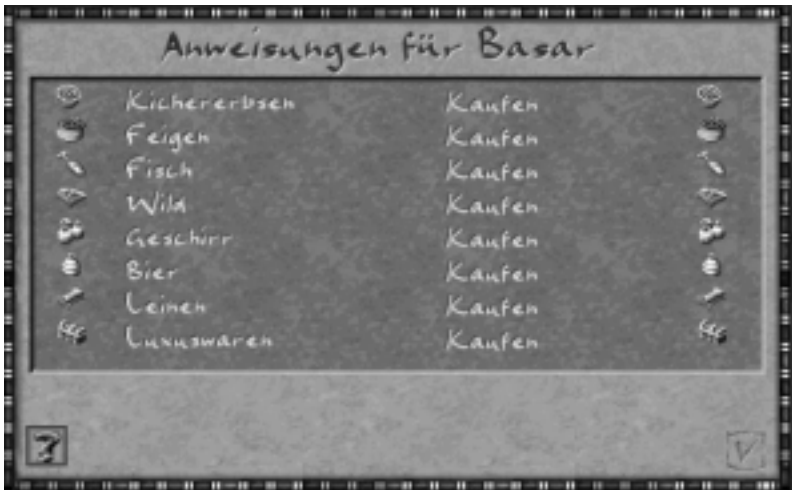 Anweisungen für Basar
Kichererbsen Kaufen
Feigen Kaufen
Fisch Kaufen
Wild Kaufen
Geschirr Kaufen
Bier Kaufen
Leinen Kaufen
Luxuswaren Kaufen
?